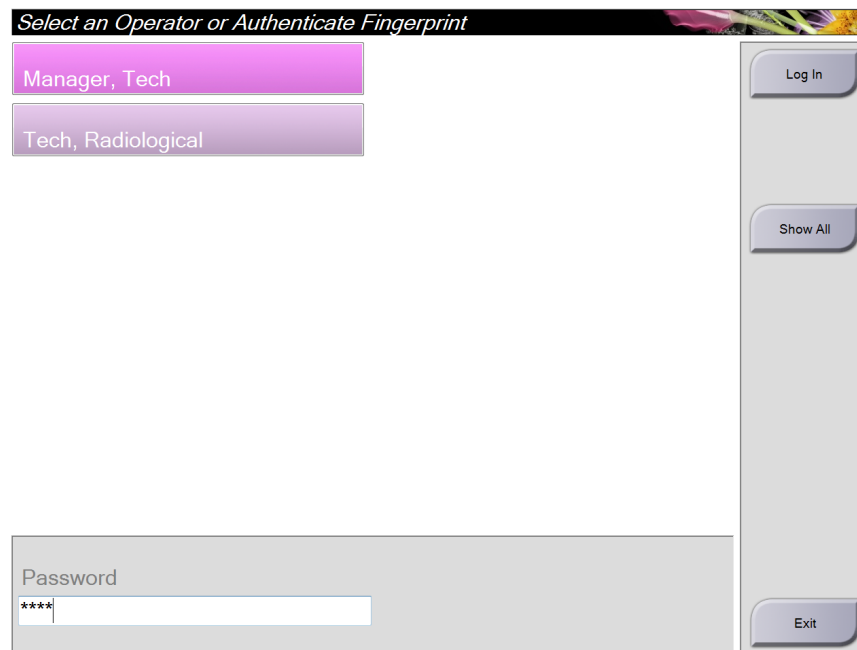 Select an Operator or Authenticate Fingerprint
Manager, Tech
Log In
Tech, Radiological
Show All
Password
****
Exit